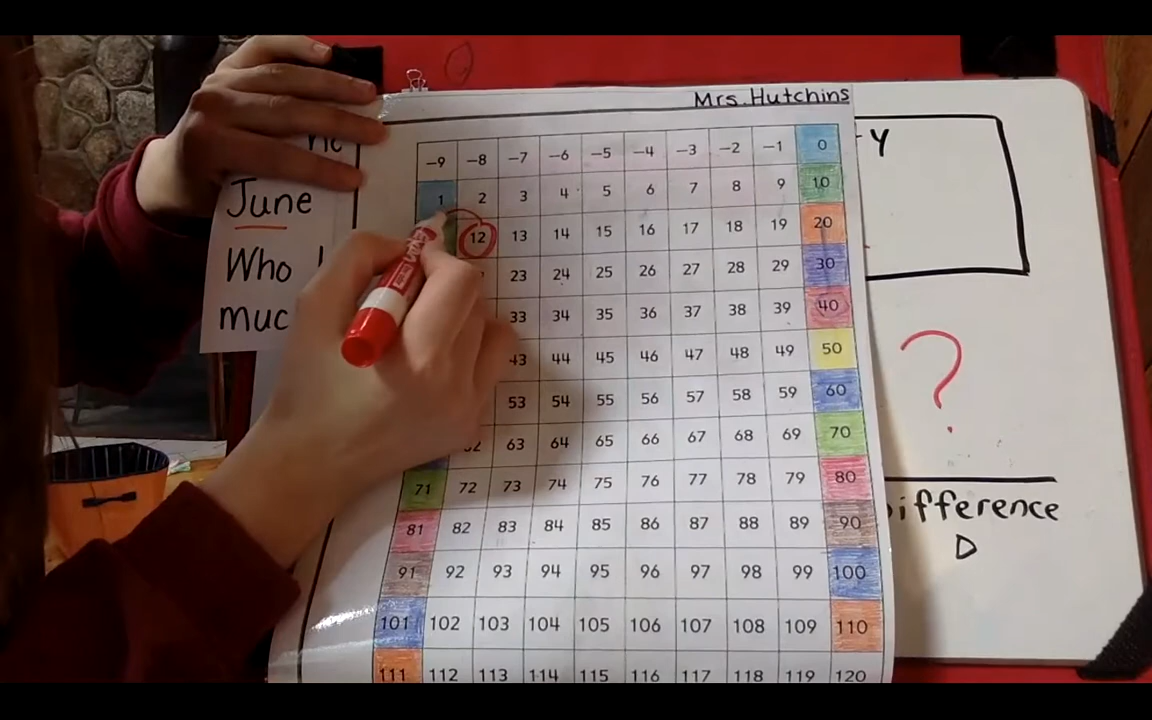 Mrs. Hutchins
-9 -8 -7 -6 -5 -4 -3 -2 -1 0
1 2 3 4 5 6 7 8 9 10
12 13 14 15 16 17 18 19 20
23 24 25 26 27 28 29 30
33 34 35 36 37 38 39 40
43 44 45 46 47 48 49 50
53 54 55 56 57 58 59 60
63 64 65 66 67 68 69 70
71 72 73 74 75 76 77 78 79 80
81 82 83 84 85 86 87 88 89 90
91 92 93 94 95 96 97 98 99 100
101 102 103 104 105 106 107 108 109 110
111 112 113 114 115 116 117 118 119 120
June
Who
muc
-y
?
ifference
D